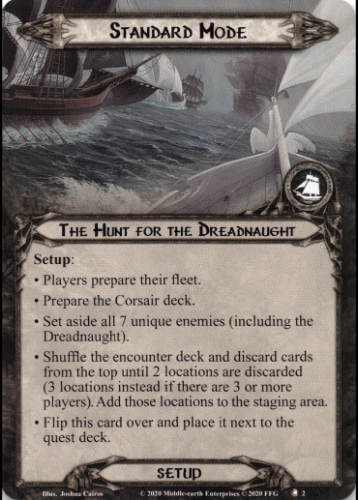 STANDARD MODE
THE HUNT FOR THE DREADNAUGHT
Setup:
• Players prepare their fleet.
• Prepare the Corsair deck.
• Set aside all 7 unique enemies (including the
Dreadnaught).
• Shuffle the encounter deck and discard cards
from the top until 2 locations are discarded
(3 locations instead if there are 3 or more
players). Add those locations to the staging area.
• Flip this card over and place it next to the
quest deck.
SETUP
Illus. Joshua Cairos © 2020 Middle-earth Enterprises © 2020 FFG 2